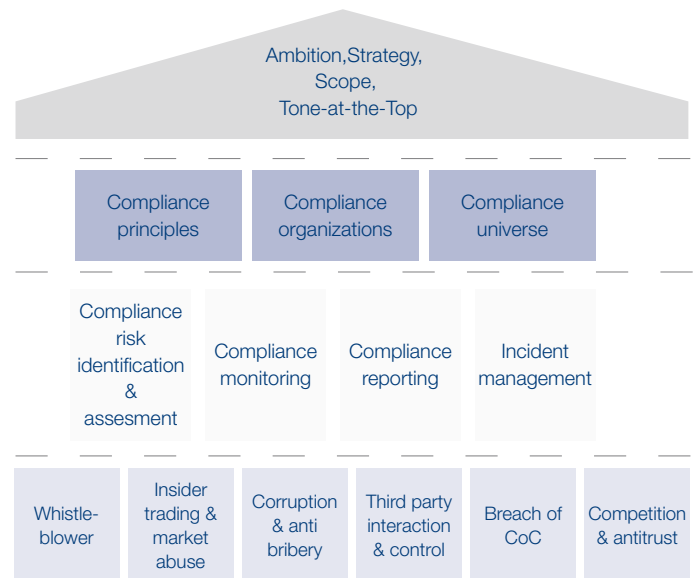 Ambition,Strategy,
Scope,
Tone-at-the-Top
Compliance
principles
Compliance
organizations
Compliance
universe
Compliance
risk
identification
&
assesment
Compliance
monitoring
Compliance
reporting
Incident
management
Whistle-
blower
Insider
trading &
market
abuse
Corruption
& anti
bribery
Third party
interaction
& control
Breach of
CoC
Competition
& antitrust